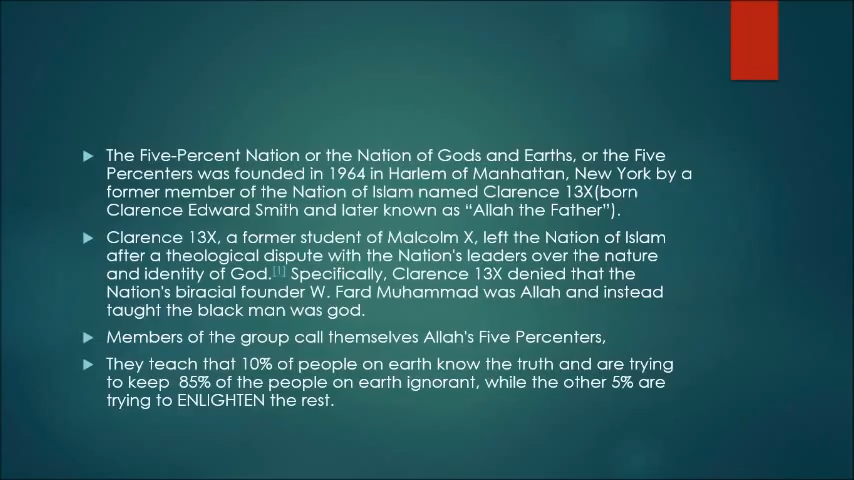 The Five-Percent Nation or the Nation of Gods and Earths, or the Five
Percenters was founded in 1964 in Harlem of Manhattan, New York by a
former member of the Nation of Islam named Clarence 13X(born
Clarence Edward Smith and later known as “Allah the Father”).
Clarence 13X, a former student of Malcolm X, left the Nation of Islam
after a theological dispute with the Nation's leaders over the nature
and identity of God.[1] Specifically, Clarence 13X denied that the
Nation's biracial founder W. Fard Muhammad was Allah and instead
taught the black man was god.
Members of the group call themselves Allah's Five Percenters,
They teach that 10% of people on earth know the truth and are trying
to keep  85% of the people on earth ignorant, while the other 5% are
trying to ENLIGHTEN the rest.